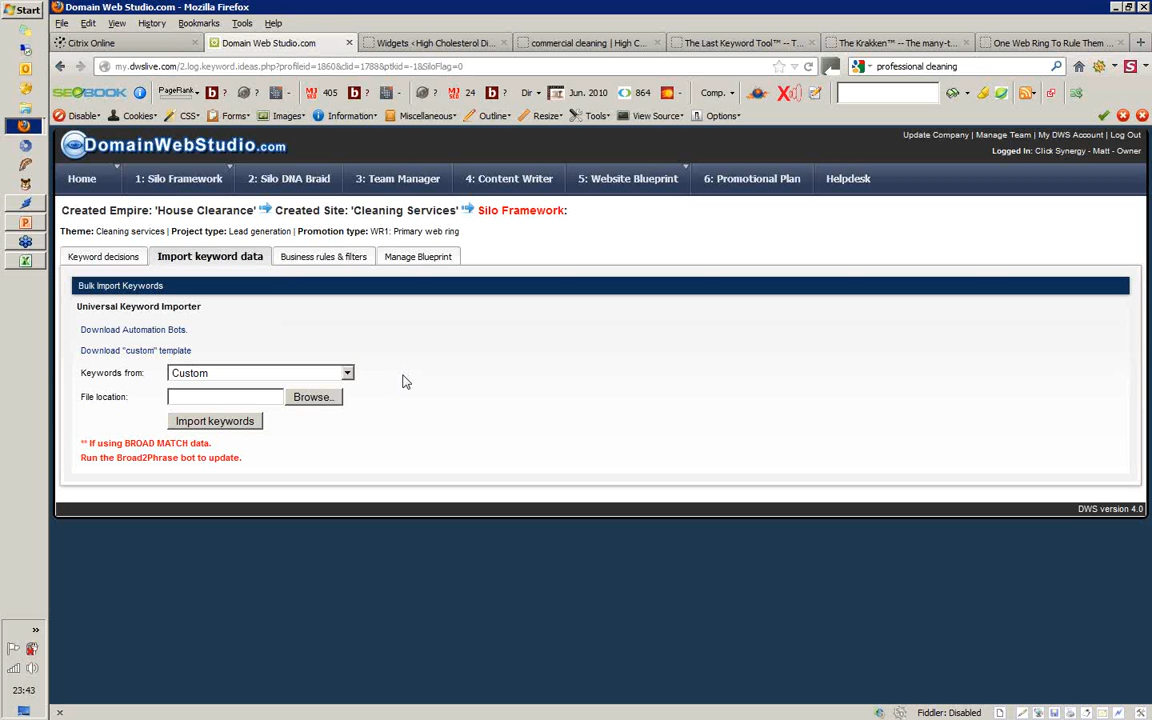 Start
Domain Web Studio.com - Mozilla Firefox
File Edit View History Bookmarks Tools Help
Citrix Online
Domain Web Studio.com
Widgets < High Cholesterol Di...
commercial cleaning | High C...
The Last Keyword Tool™ -- T...
The Krakken™ -- The many-t...
One Web Ring To Rule Them ...
my.dwslive.com/2.log.keyword.ideas.php?profileid=1860&clid=1788&ptkid=-1&SiloFlag=0
professional cleaning
SEOBOOK PageRank ? ? - 405 ? - ? 24 ? Dir Jun. 2010 864 - Comp.
Disable Cookies CSS Forms Images Information Miscellaneous Outline Resize Tools View Source Options
DomainWebStudio.com
Update Company | Manage Team | My DWS Account | Log Out
Logged In: Click Synergy - Matt - Owner
Home 1: Silo Framework 2: Silo DNA Braid 3: Team Manager 4: Content Writer 5: Website Blueprint 6: Promotional Plan Helpdesk
Created Empire: 'House Clearance' Created Site: 'Cleaning Services' Silo Framework:
Theme: Cleaning services | Project type: Lead generation | Promotion type: WR1: Primary web ring
Keyword decisions Import keyword data Business rules & filters Manage Blueprint
Bulk Import Keywords
Universal Keyword Importer
Download Automation Bots.
Download "custom" template
Keywords from: Custom
File location: Browse...
Import keywords
** If using BROAD MATCH data.
Run the Broad2Phrase bot to update.
DWS version 4.0
23:43
Fiddler: Disabled